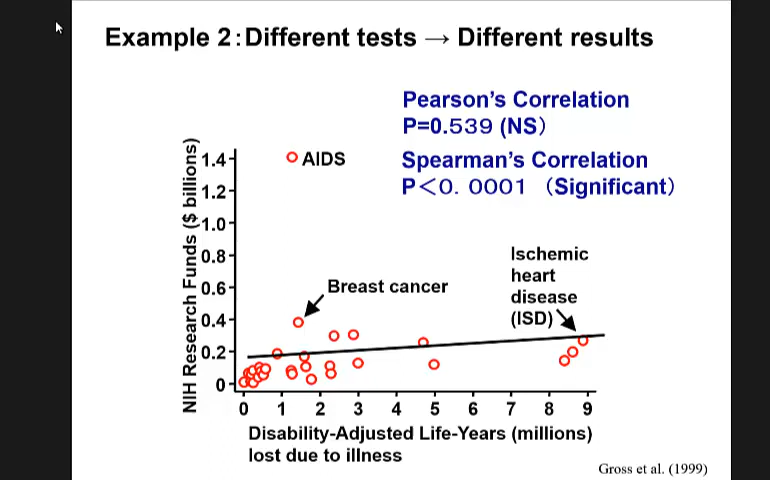 Example 2:Different tests → Different results
Pearson's Correlation
P=0.539 (NS)
Spearman's Correlation
P<0. 0001 (Significant)
NIH Research Funds ($ billions)
1.4
1.2
1.0
0.8
0.6
0.4
0.2
0
AIDS
Breast cancer
Ischemic
heart
disease
(ISD)
0 1 2 3 4 5 6 7 8 9
Disability-Adjusted Life-Years (millions)
lost due to illness
Gross et al. (1999)